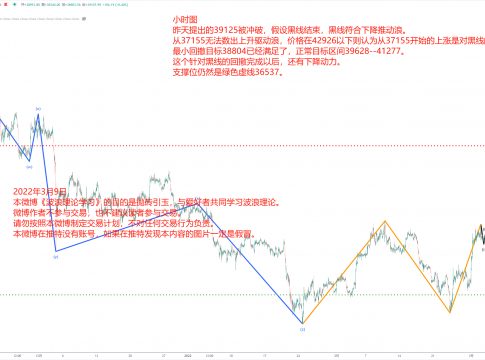 小时图
昨天提出的39125被冲破，假设黑线结束，黑线符合下降推动浪。
从37155无法数出上升驱动浪，价格在42926以下则认为从37155开始的上涨是对黑线的
最小回撤目标38804已经满足了，正常目标区间39628--41277。
这个针对黑线的回撤完成以后，还有下降动力。
支撑位仍然是绿色虚线36537。
2022年3月9日
本微博《波浪理论学习》的目的是抛砖引玉，与爱好者共同学习波浪理论。
微博作者不参与交易，也不建议读者参与交易。
请勿按照本微博制定交易计划，不对任何交易行为负责。
本微博在推特没有账号，如果在推特发现本内容的图片一定是假冒。